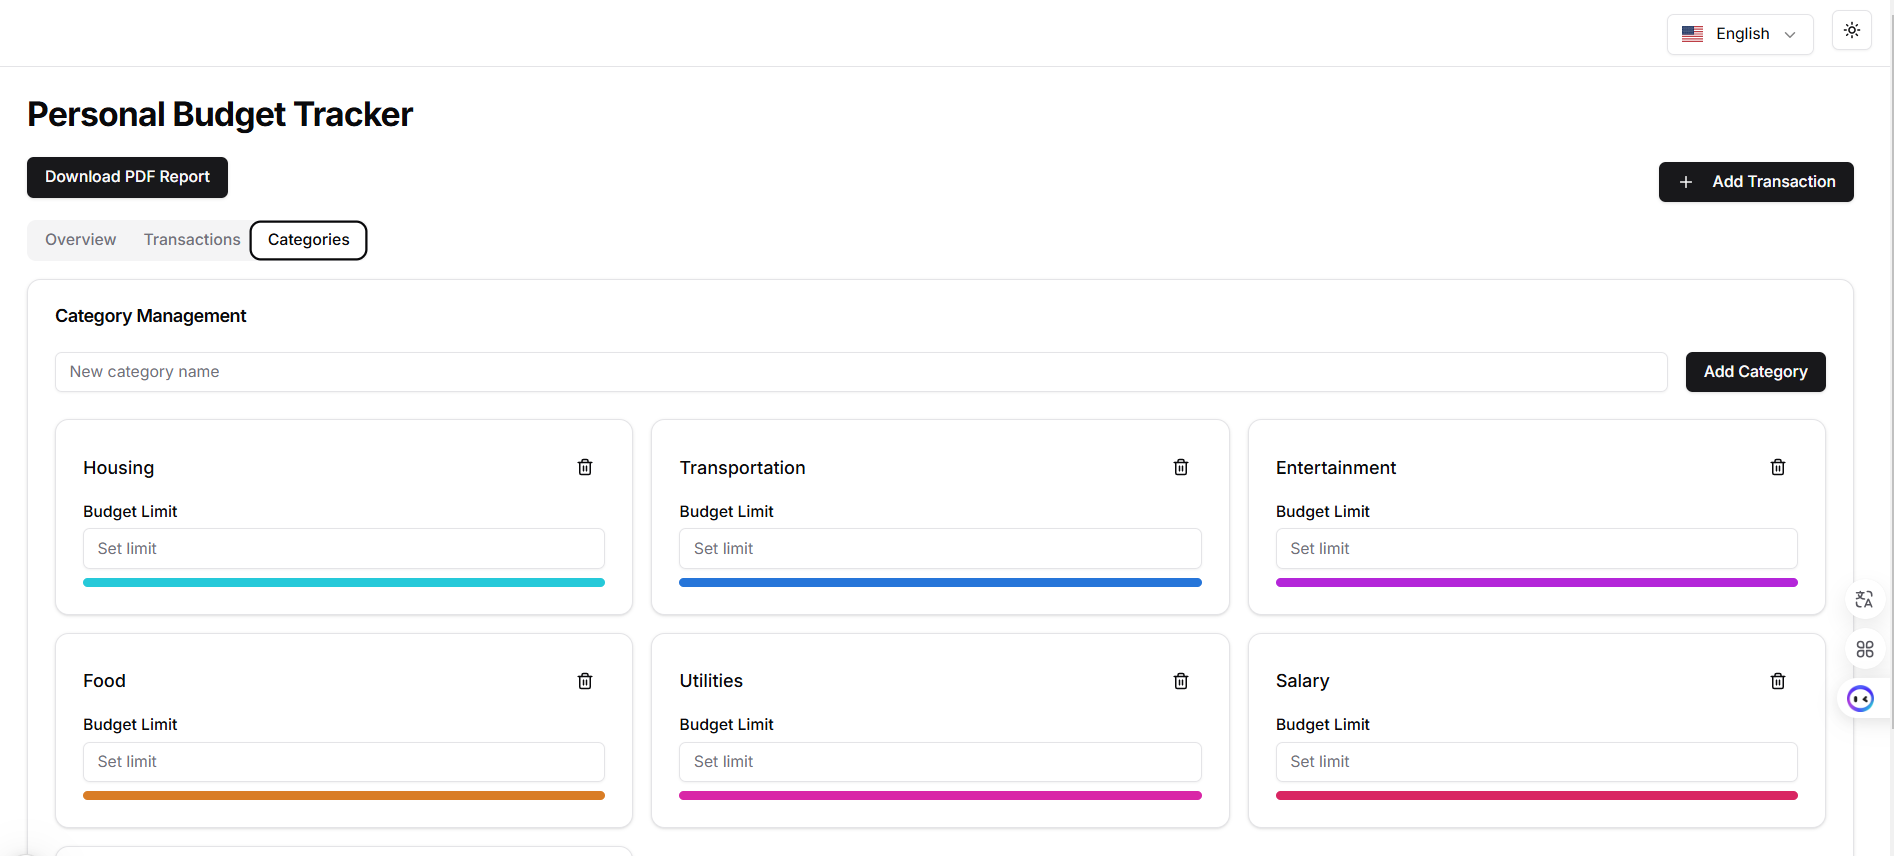 English
Personal Budget Tracker
Download PDF Report
Add Transaction
Overview Transactions Categories
Category Management
New category name
Add Category
Housing
Transportation
Entertainment
Budget Limit
Budget Limit
Budget Limit
Set limit
Set limit
Set limit
Food
Utilities
Salary
Budget Limit
Budget Limit
Budget Limit
Set limit
Set limit
Set limit